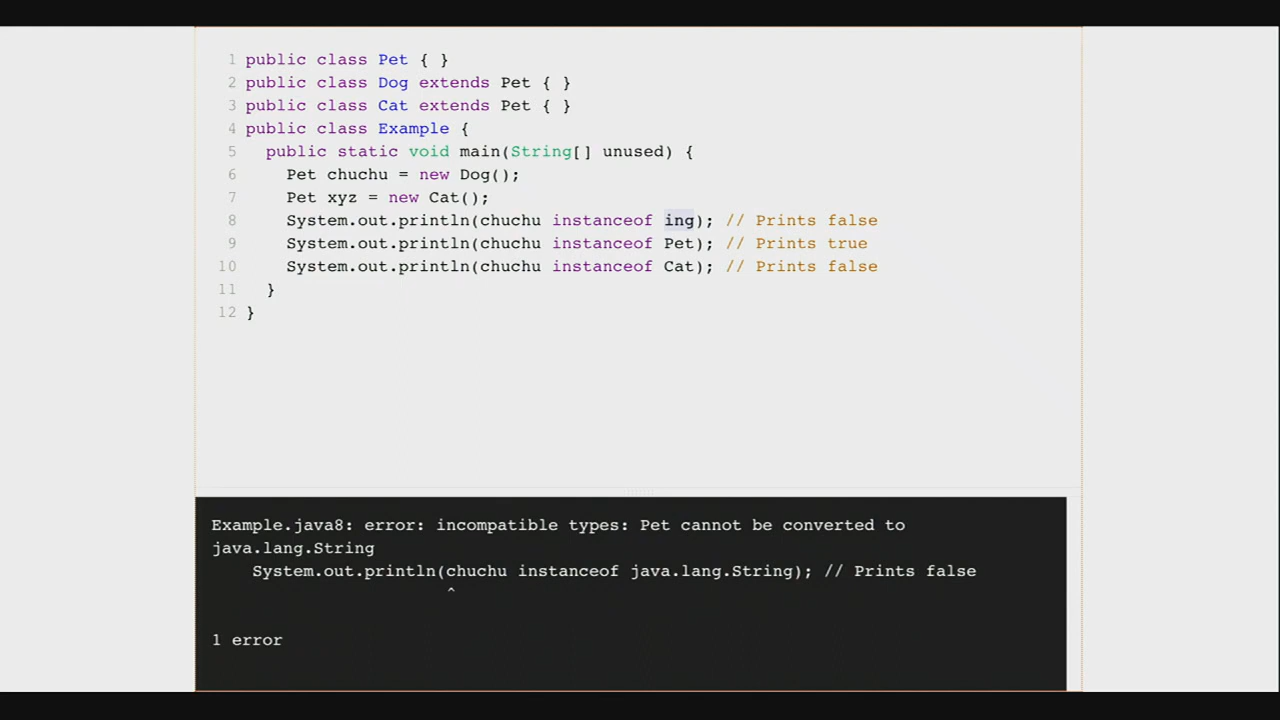 1 public class Pet { }
2 public class Dog extends Pet { }
3 public class Cat extends Pet { }
4 public class Example {
5 public static void main(String[] unused) {
6 Pet chuchu = new Dog();
7 Pet xyz = new Cat();
8 System.out.println(chuchu instanceof ing); // Prints false
9 System.out.println(chuchu instanceof Pet); // Prints true
10 System.out.println(chuchu instanceof Cat); // Prints false
11 }
12 }
Example.java8: error: incompatible types: Pet cannot be converted to
java.lang.String
System.out.println(chuchu instanceof java.lang.String); // Prints false
^
1 error